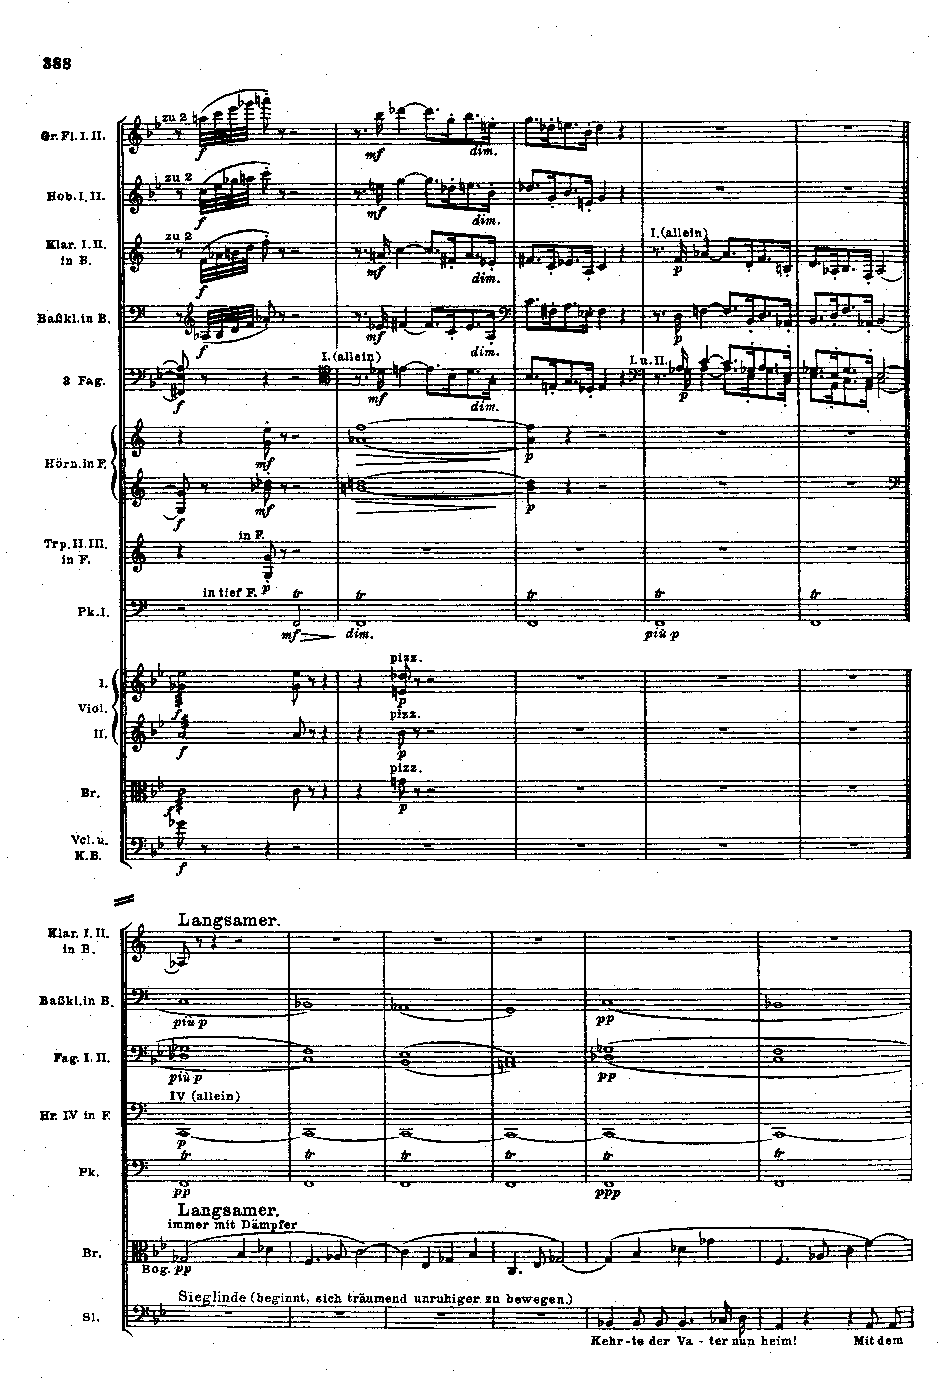 388
Gr. Fl. I. II.
zu 2
f
mf
dim.
Hob. I. II.
zu 2
f
mf
dim.
Klar. I. II.
in B.
zu 2
f
mf
dim.
I. (allein)
p
Baßkl. in B.
f
mf
dim.
p
3 Fag.
f
I. (allein)
mf
dim.
I. u. II.
p
Hörn. in F.
mf
p
f
mf
p
Trp. II. III.
in F.
in F.
p
Pk. I.
in tief F.
tr
tr
tr
tr
tr
mf
dim.
più p
Viol.
I.
f
pizz.
p
II.
f
pizz.
p
Br.
f
pizz.
p
Vcl. u.
K.B.
f
Langsamer.
Klar. I. II.
in B.
Baßkl. in B.
più p
pp
Fag. I. II.
più p
pp
Hr. IV in F.
IV (allein)
p
Pk.
tr
tr
tr
tr
tr
tr
pp
ppp
Langsamer.
immer mit Dämpfer
Br.
Bog. pp
Sieglinde (beginnt, sich träumend unruhiger zu bewegen.)
Sl.
Kehr-te der Va - ter nun heim! Mit dem